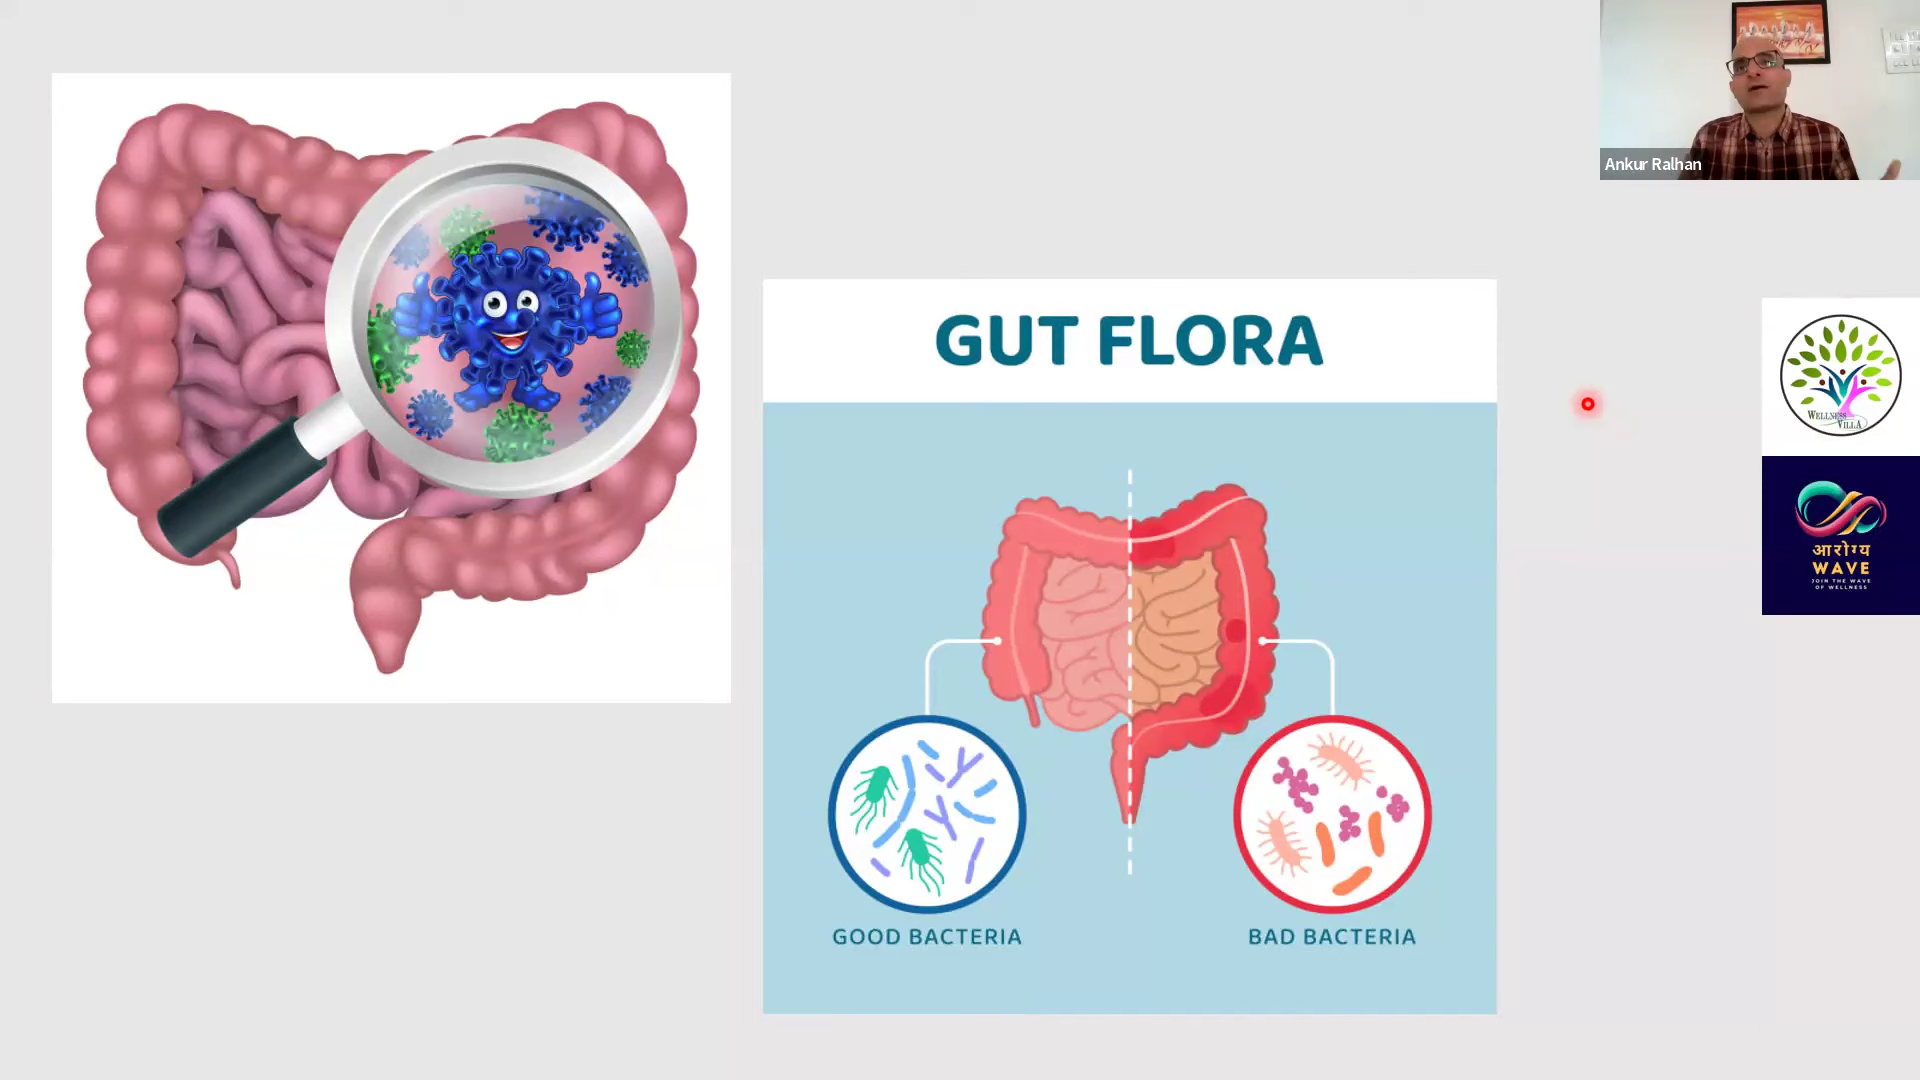 Ankur Ralhan
GUT FLORA
GOOD BACTERIA
BAD BACTERIA
WELLNESS
VILLA
आरोग्य
WAVE
JOIN THE WAVE
OF WELLNESS